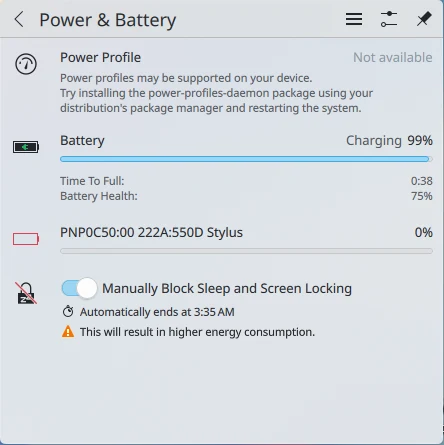 Power & Battery
Power Profile Not available
Power profiles may be supported on your device.
Try installing the power-profiles-daemon package using your
distribution's package manager and restarting the system.
Battery Charging 99%
Time To Full: 0:38
Battery Health: 75%
PNP0C50:00 222A:550D Stylus 0%
Manually Block Sleep and Screen Locking
Automatically ends at 3:35 AM
This will result in higher energy consumption.